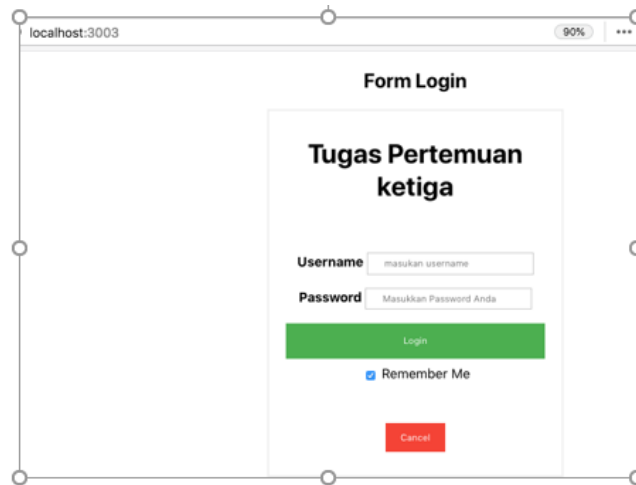 localhost:3003
90%
Form Login
Tugas Pertemuan
ketiga
Username masukan username
Password Masukkan Password Anda
Login
Remember Me
Cancel